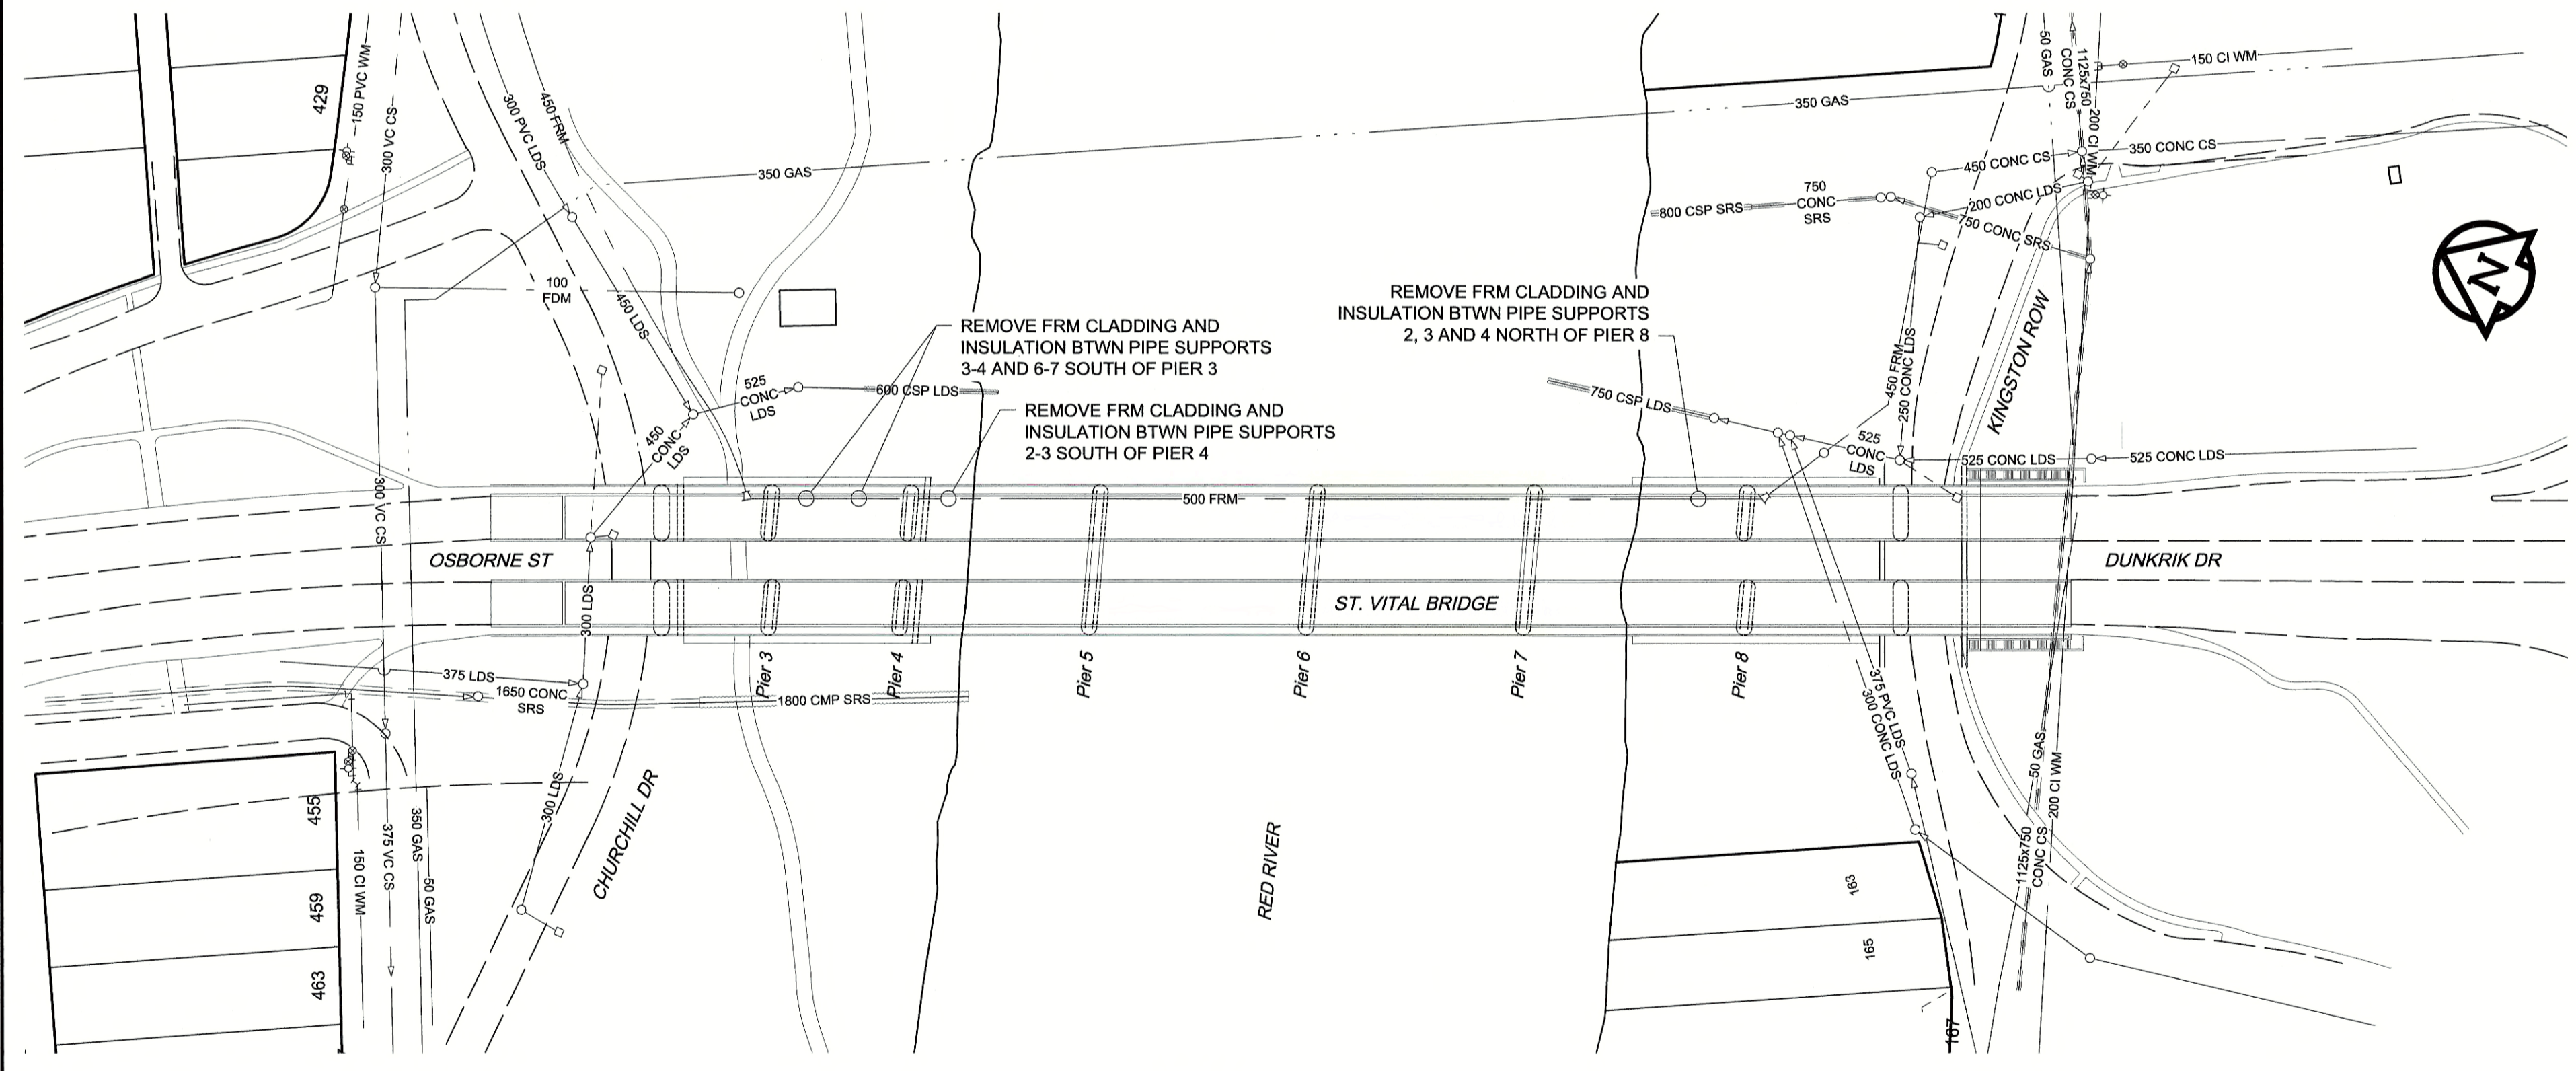 429
150 PVC WM
300 VC CS
300 PVC LDS
450 FRM
350 GAS
350 GAS
50 GAS
1125x750
CONC CS
200 CI WM
150 CI WM
350 CONC CS
450 CONC CS
200 CONC LDS
750 CONC SRS
800 CSP SRS
750
CONC
SRS
N
100
FDM
450 LDS
REMOVE FRM CLADDING AND
INSULATION BTWN PIPE SUPPORTS
3-4 AND 6-7 SOUTH OF PIER 3
REMOVE FRM CLADDING AND
INSULATION BTWN PIPE SUPPORTS
2, 3 AND 4 NORTH OF PIER 8
REMOVE FRM CLADDING AND
INSULATION BTWN PIPE SUPPORTS
2-3 SOUTH OF PIER 4
525
CONC
LDS
600 CSP LDS
450
CONC
LDS
750 CSP LDS
450 FRM
250 CONC LDS
KINGSTON ROW
525
CONC
LDS
525 CONC LDS
525 CONC LDS
300 VC CS
500 FRM
OSBORNE ST
DUNKRIK DR
300 LDS
ST. VITAL BRIDGE
375 LDS
1650 CONC
SRS
1800 CMP SRS
Pier 3
Pier 4
Pier 5
Pier 6
Pier 7
Pier 8
375 PVC LDS
300 CONC LDS
50 GAS
200 CI WM
1125x750
CONC CS
300 LDS
CHURCHILL DR
RED RIVER
455
459
463
150 CI WM
375 VC CS
350 GAS
50 GAS
163
165
167